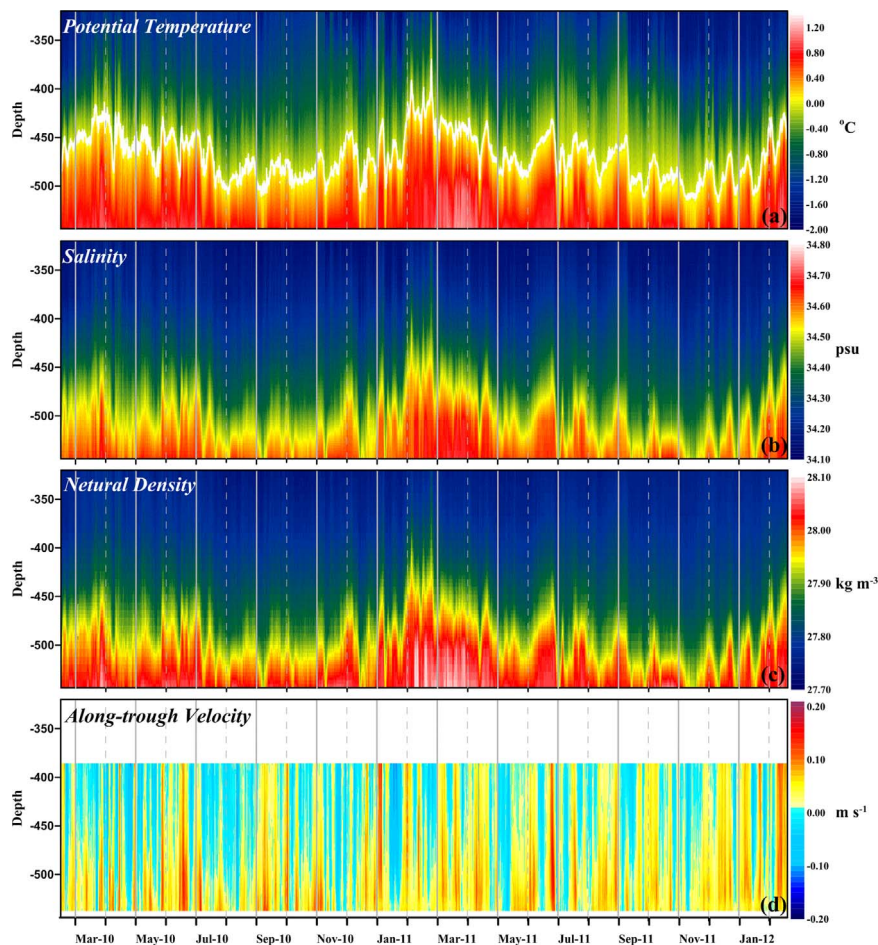 Potential Temperature
Depth
-350
-400
-450
-500
(a)
1.20
0.80
0.40
0.00
-0.40
-0.80
-1.20
-1.60
-2.00
°C
Salinity
Depth
-350
-400
-450
-500
(b)
34.80
34.70
34.60
34.50
34.40
34.30
34.20
34.10
psu
Netural Density
Depth
-350
-400
-450
-500
(c)
28.10
28.00
27.90
27.80
27.70
kg m⁻³
Along-trough Velocity
Depth
-350
-400
-450
-500
(d)
0.20
0.10
0.00
-0.10
-0.20
m s⁻¹
Mar-10 May-10 Jul-10 Sep-10 Nov-10 Jan-11 Mar-11 May-11 Jul-11 Sep-11 Nov-11 Jan-12